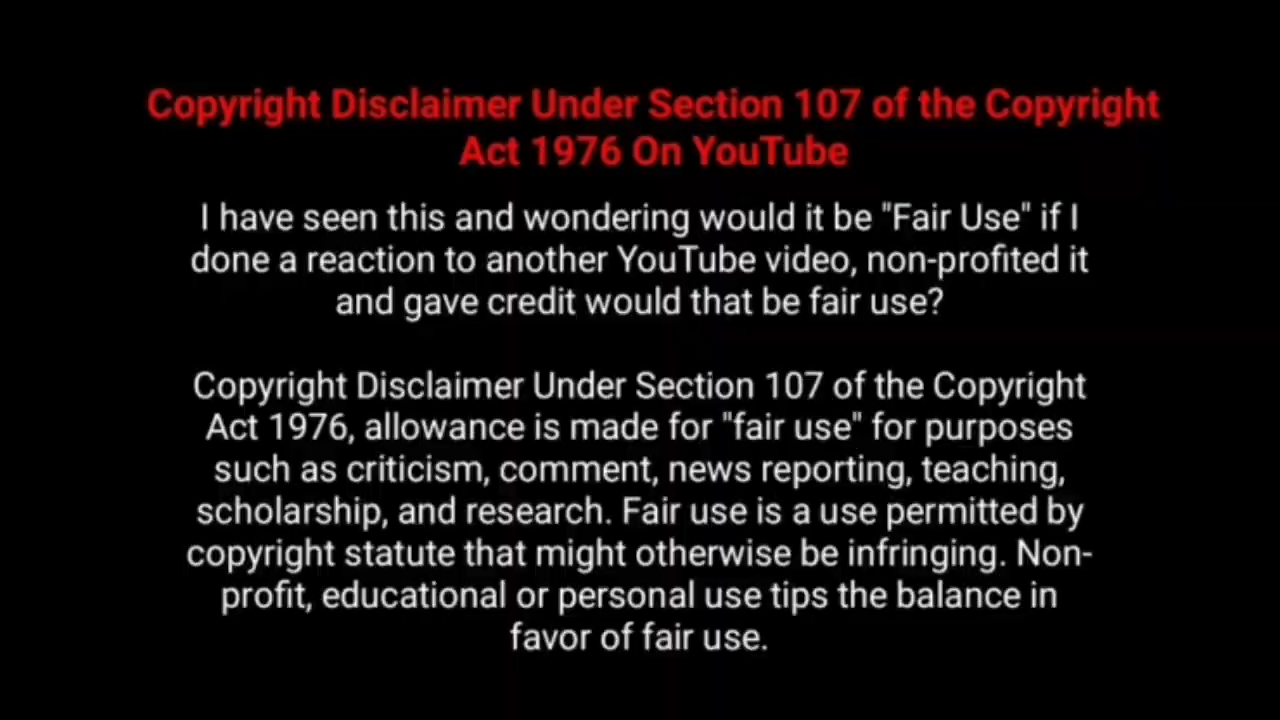 Copyright Disclaimer Under Section 107 of the Copyright
Act 1976 On YouTube
I have seen this and wondering would it be "Fair Use" if I
done a reaction to another YouTube video, non-profited it
and gave credit would that be fair use?
Copyright Disclaimer Under Section 107 of the Copyright
Act 1976, allowance is made for "fair use" for purposes
such as criticism, comment, news reporting, teaching,
scholarship, and research. Fair use is a use permitted by
copyright statute that might otherwise be infringing. Non-
profit, educational or personal use tips the balance in
favor of fair use.